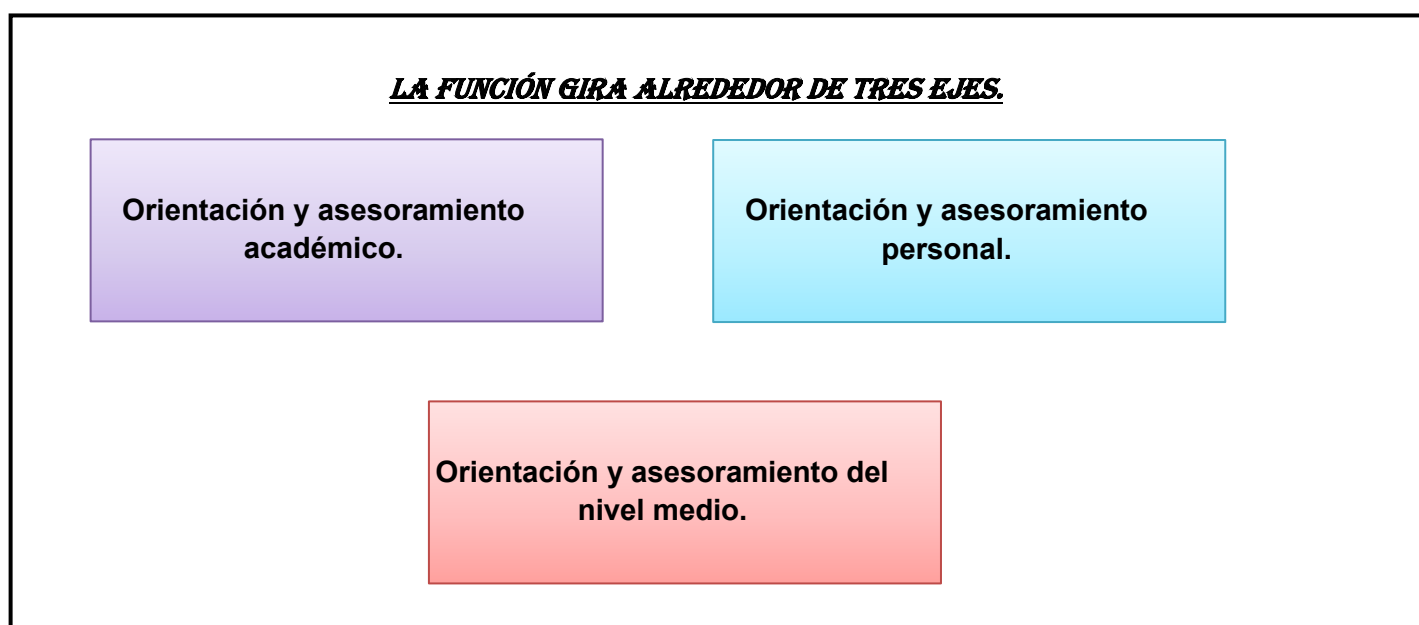 LA FUNCIÓN GIRA ALREDEDOR DE TRES EJES.
Orientación y asesoramiento
académico.
Orientación y asesoramiento
personal.
Orientación y asesoramiento del
nivel medio.